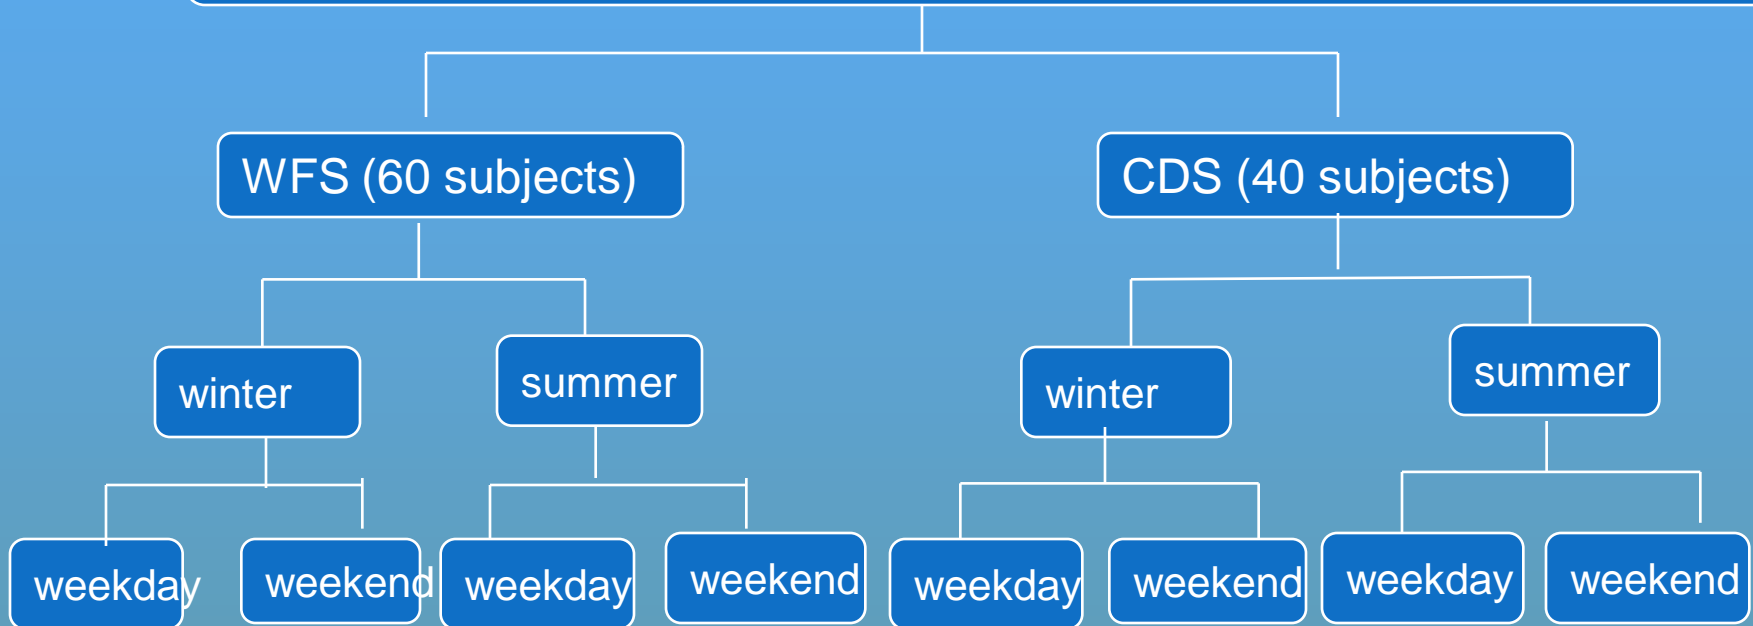 WFS (60 subjects)
CDS (40 subjects)
winter
summer
winter
summer
weekday
weekend
weekday
weekend
weekday
weekend
weekday
weekend